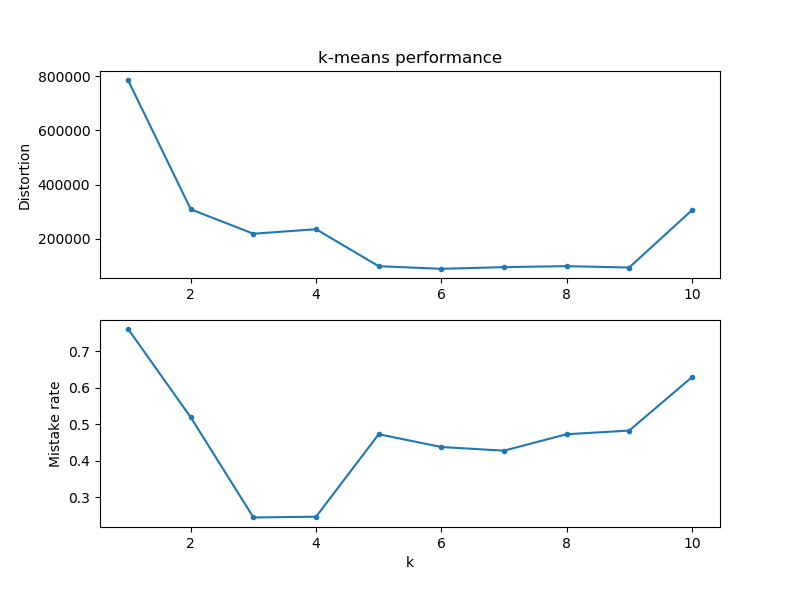 k-means performance
800000
600000
400000
200000
Distortion
2 4 6 8 10
0.7
0.6
0.5
0.4
0.3
Mistake rate
2 4 6 8 10
k